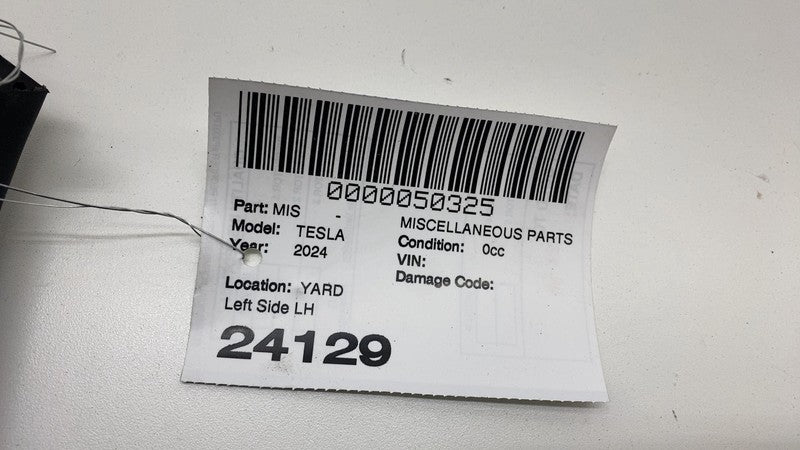 0000050325
Part: MIS - MISCELLANEOUS PARTS
Model: TESLA Condition: 0cc
Year: 2024 VIN:
Damage Code:
Location: YARD
Left Side LH
24129